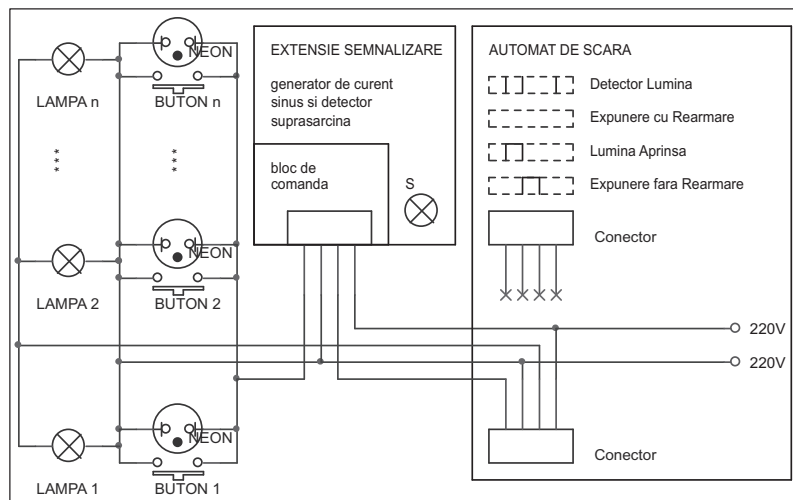 NEON
LAMPA n
BUTON n
***
***
NEON
LAMPA 2
BUTON 2
NEON
LAMPA 1
BUTON 1
EXTENSIE SEMNALIZARE
generator de curent
sinus si detector
suprasarcina
bloc de
comanda
S
AUTOMAT DE SCARA
Detector Lumina
Expunere cu Rearmare
Lumina Aprinsa
Expunere fara Rearmare
Conector
220V
220V
Conector